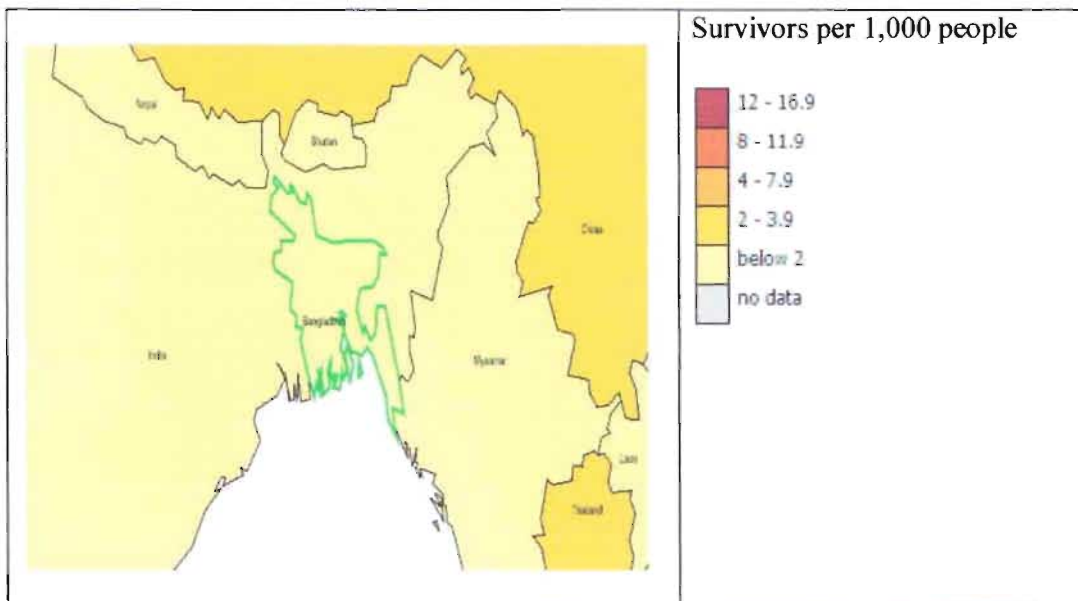 Survivors per 1,000 people
12 - 16.9
8 - 11.9
4 - 7.9
2 - 3.9
below 2
no data
Nepal
Bhutan
China
Bangladesh
India
Myanmar
Laos
Thailand